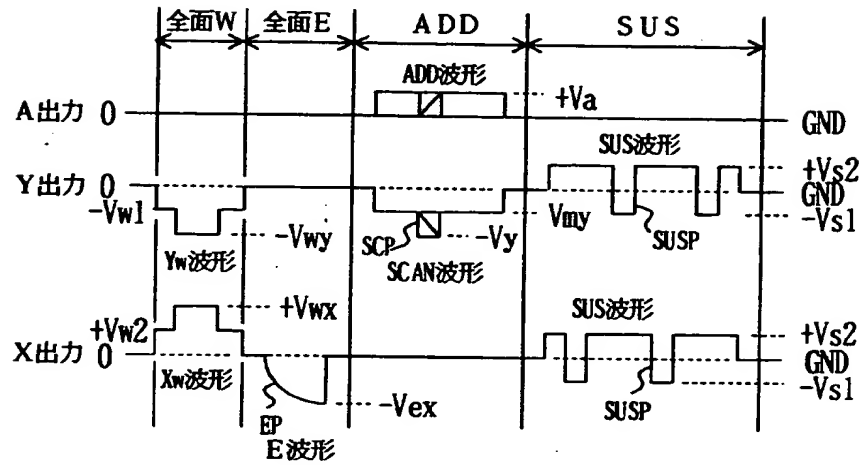 全面W 全面E ADD SUS
ADD波形
+Va
A出力 0
GND
SUS波形
+Vs2
Y出力 0
GND
-Vw1
-Vwy
Vmy
-Vs1
SCP
-Vy
SUSP
Yw波形
SCAN波形
+Vwx
SUS波形
+Vw2
+Vs2
X出力 0
GND
Xw波形
-Vs1
EP
-Vex
SUSP
E波形